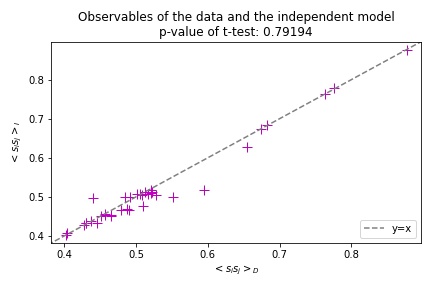 Observables of the data and the independent model
p-value of t-test: 0.79194
< s_i s_j >_I
0.8
0.7
0.6
0.5
0.4
y=x
0.4 0.5 0.6 0.7 0.8
< s_i s_j >_D